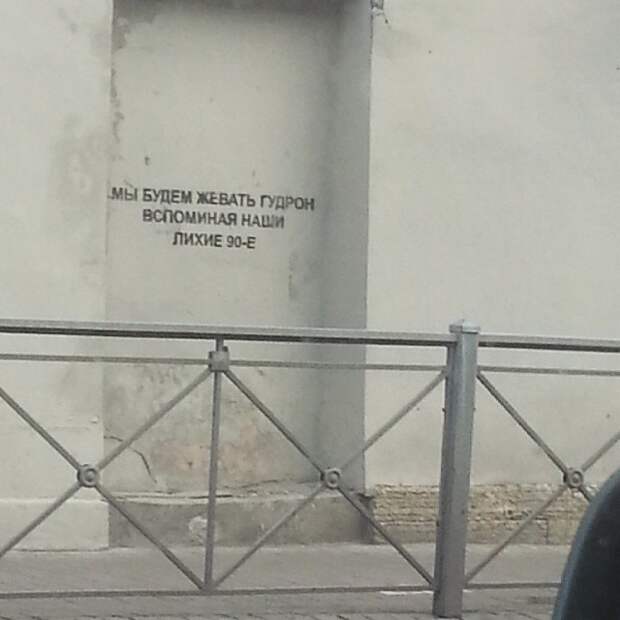 МЫ БУДЕМ ЖЕВАТЬ ГУДРОН
ВСПОМИНАЯ НАШИ
ЛИХИЕ 90-Е